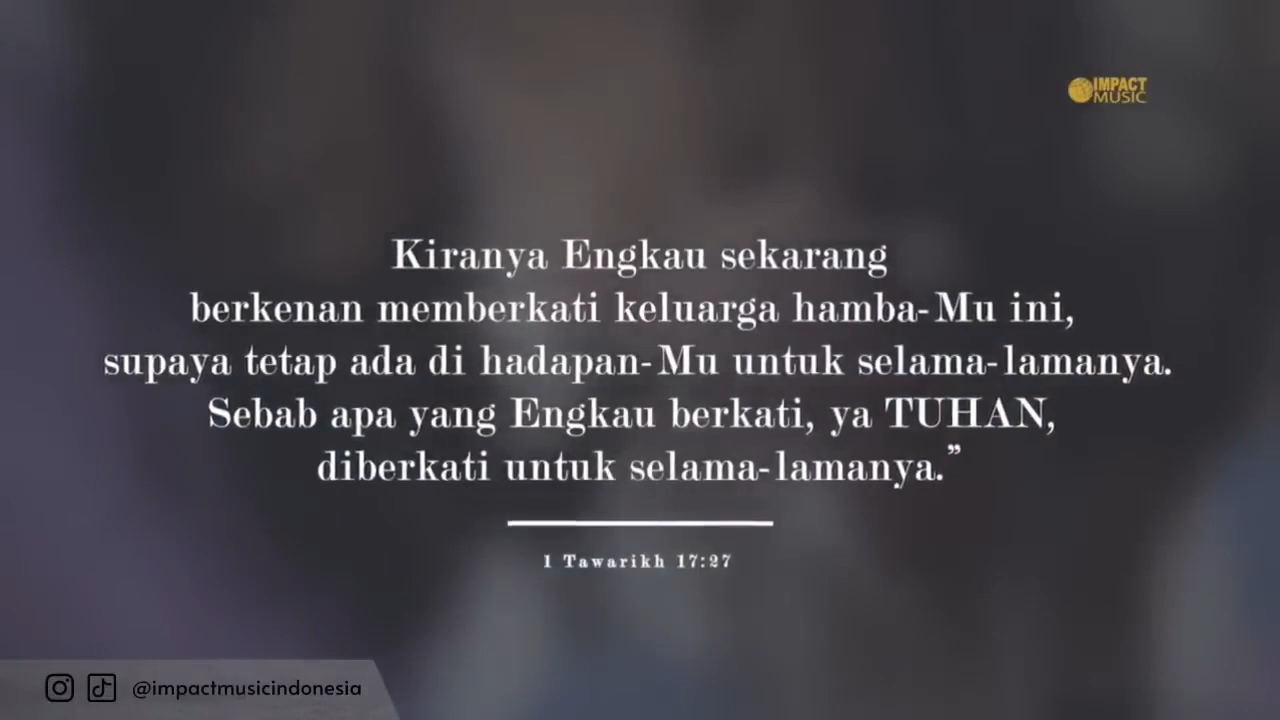 IMPACT
MUSIC
Kiranya Engkau sekarang
berkenan memberkati keluarga hamba-Mu ini,
supaya tetap ada di hadapan-Mu untuk selama-lamanya.
Sebab apa yang Engkau berkati, ya TUHAN,
diberkati untuk selama-lamanya.”
1 Tawarikh 17:27
@impactmusicindonesia